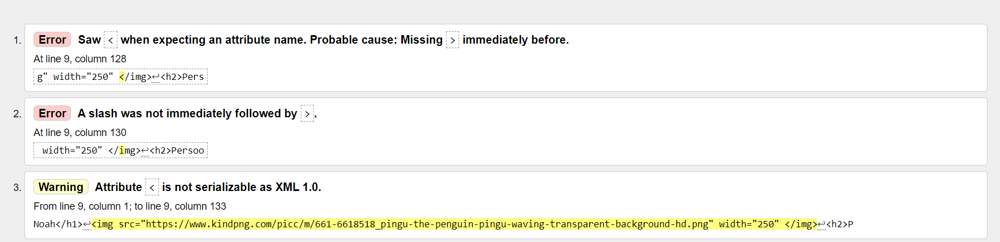 1. Error Saw < when expecting an attribute name. Probable cause: Missing > immediately before.
At line 9, column 128
g" width="250" </img>↩<h2>Pers
2. Error A slash was not immediately followed by >.
At line 9, column 130
width="250" </img>↩<h2>Persoo
3. Warning Attribute < is not serializable as XML 1.0.
From line 9, column 1; to line 9, column 133
Noah</h1>↩<img src="https://www.kindpng.com/picc/m/661-6618518_pingu-the-penguin-pingu-waving-transparent-background-hd.png" width="250" </img>↩<h2>P